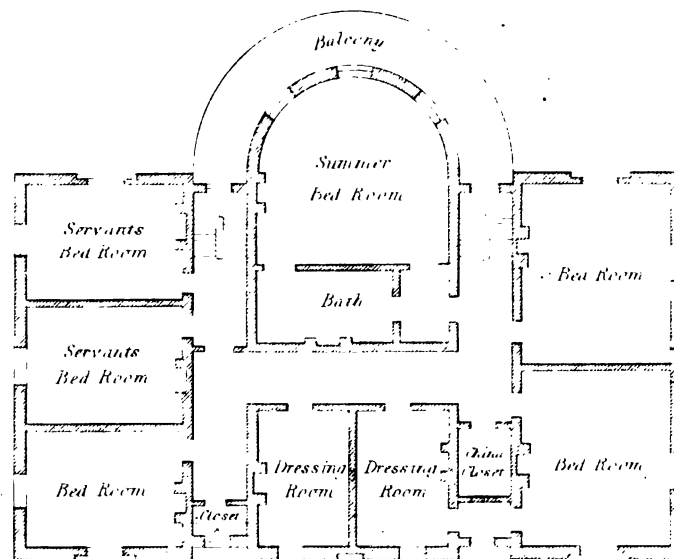 Balcony
Summer
Bed Room
Servants
Bed Room
Bed Room
Bath
Servants
Bed Room
China
Closet
Dressing
Room
Dressing
Room
Bed Room
Bed Room
Closet